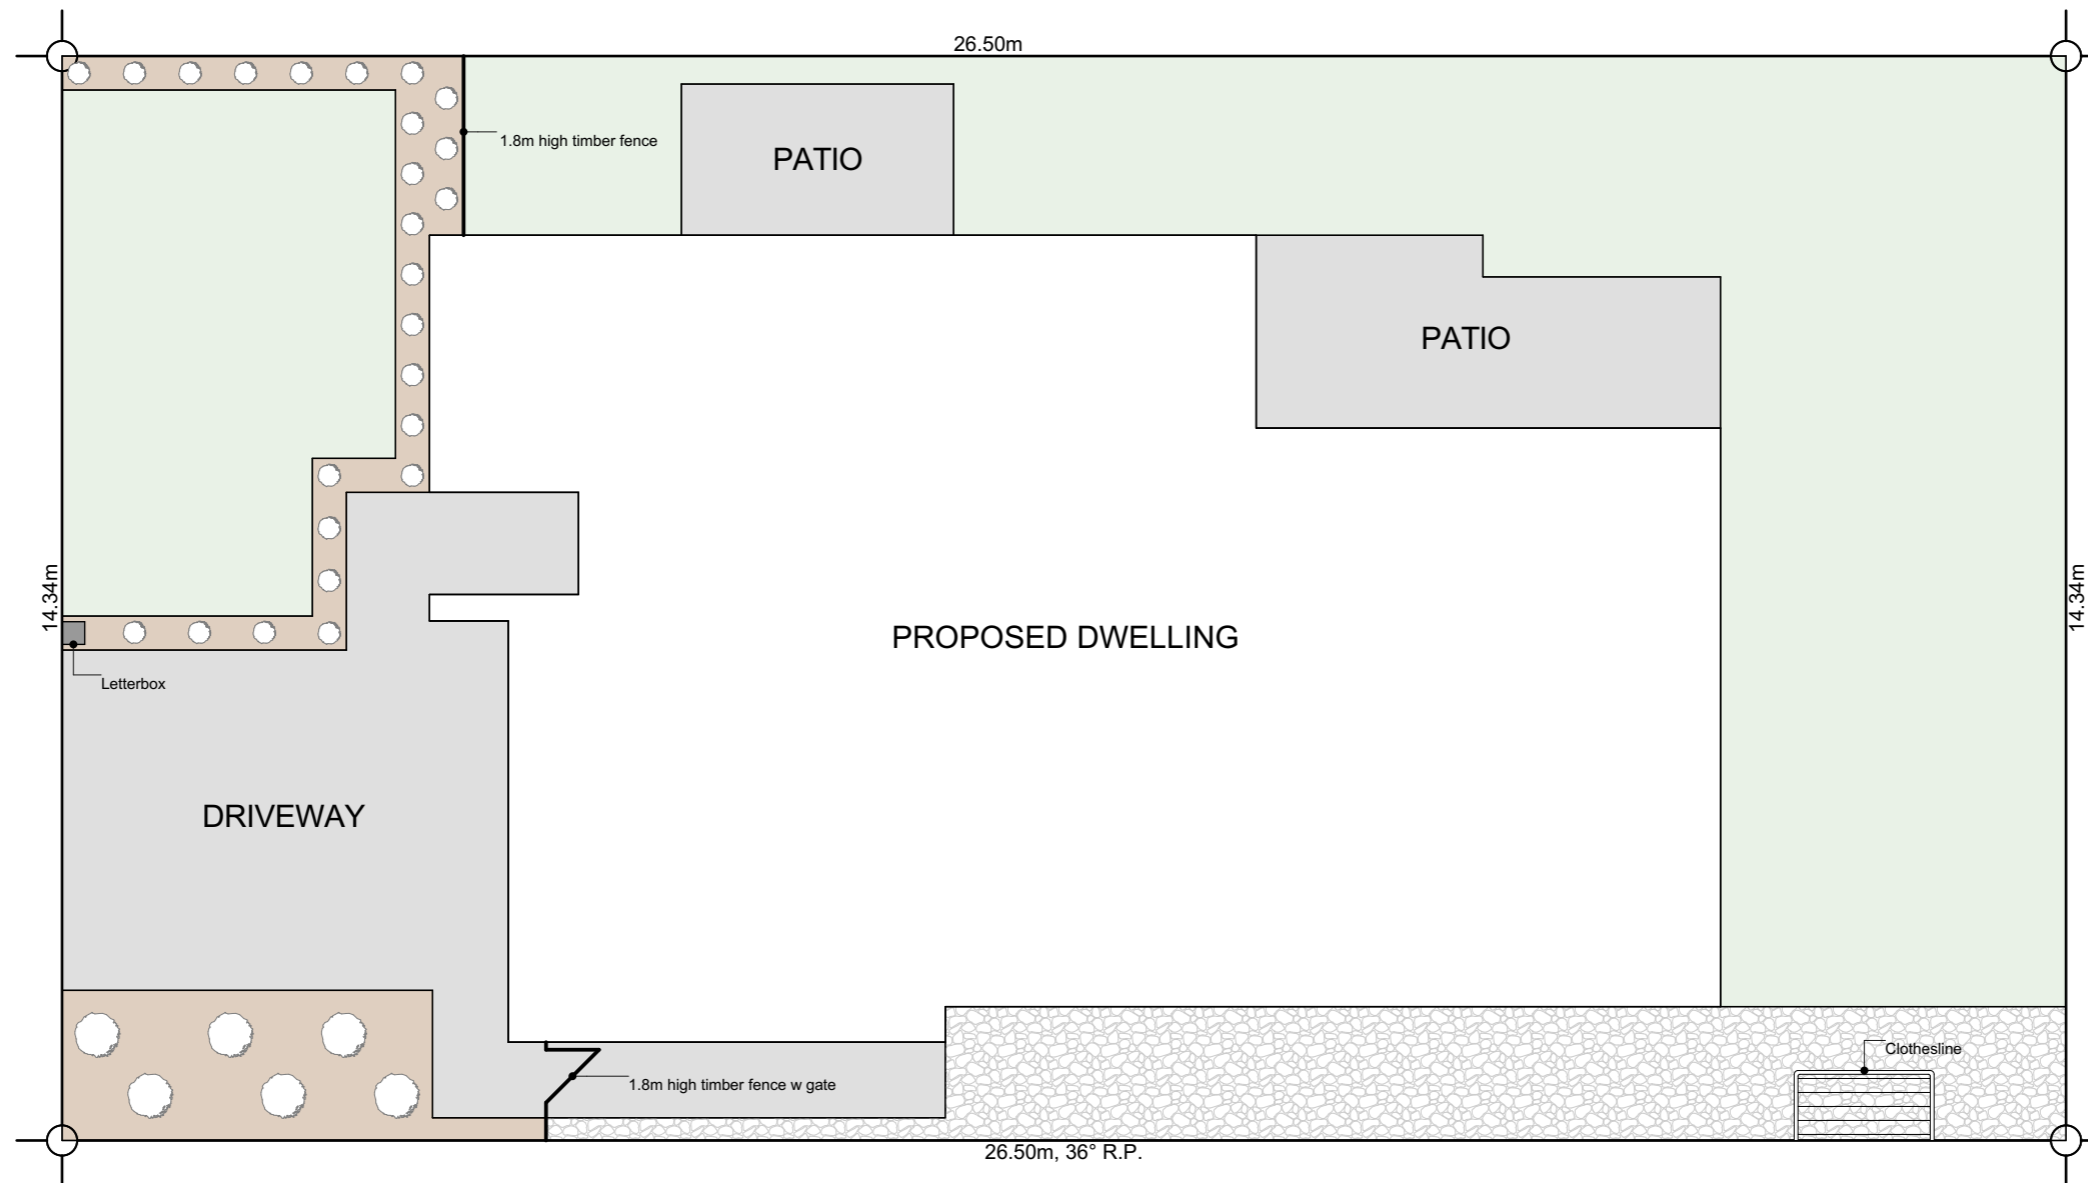 26.50m
1.8m high timber fence
PATIO
PATIO
14.34m
14.34m
PROPOSED DWELLING
Letterbox
DRIVEWAY
Clothesline
1.8m high timber fence w gate
26.50m, 36° R.P.